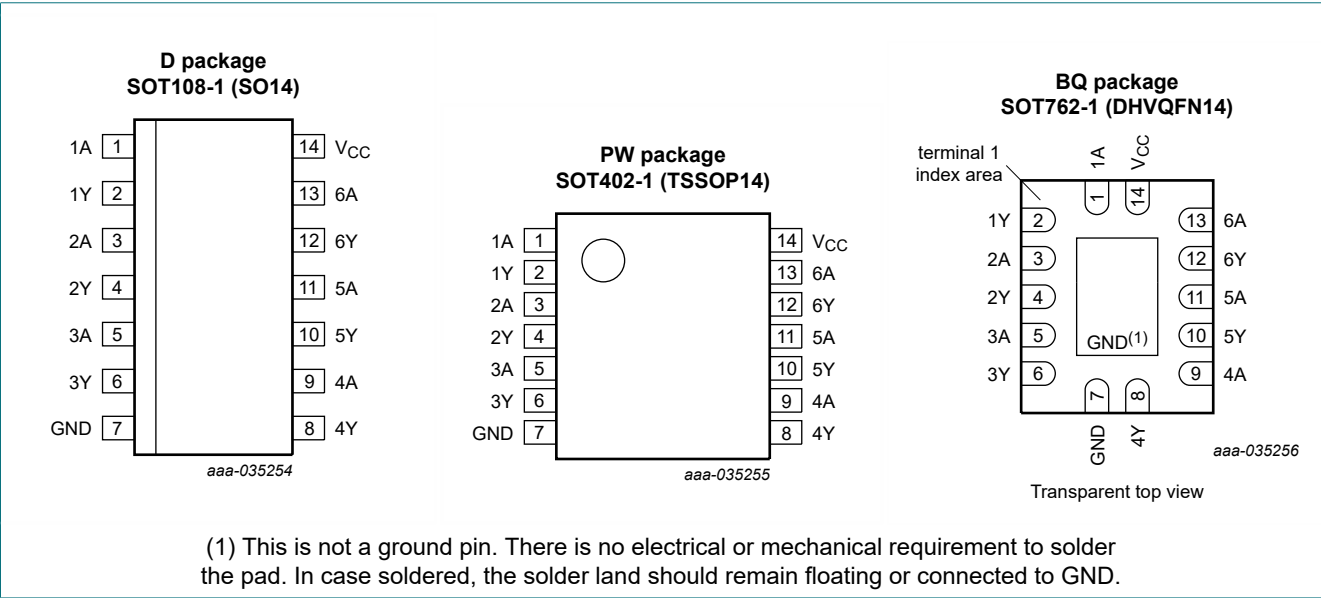 D package
SOT108-1 (SO14)
1A 1 14 VCC
1Y 2 13 6A
2A 3 12 6Y
2Y 4 11 5A
3A 5 10 5Y
3Y 6 9 4A
GND 7 8 4Y
aaa-035254
PW package
SOT402-1 (TSSOP14)
1A 1 14 VCC
1Y 2 13 6A
2A 3 12 6Y
2Y 4 11 5A
3A 5 10 5Y
3Y 6 9 4A
GND 7 8 4Y
aaa-035255
BQ package
SOT762-1 (DHVQFN14)
terminal 1
index area
1A VCC
1 14
1Y 2 13 6A
2A 3 12 6Y
2Y 4 11 5A
3A 5 GND(1) 10 5Y
3Y 6 9 4A
7 8
GND 4Y
aaa-035256
Transparent top view
(1) This is not a ground pin. There is no electrical or mechanical requirement to solder
the pad. In case soldered, the solder land should remain floating or connected to GND.